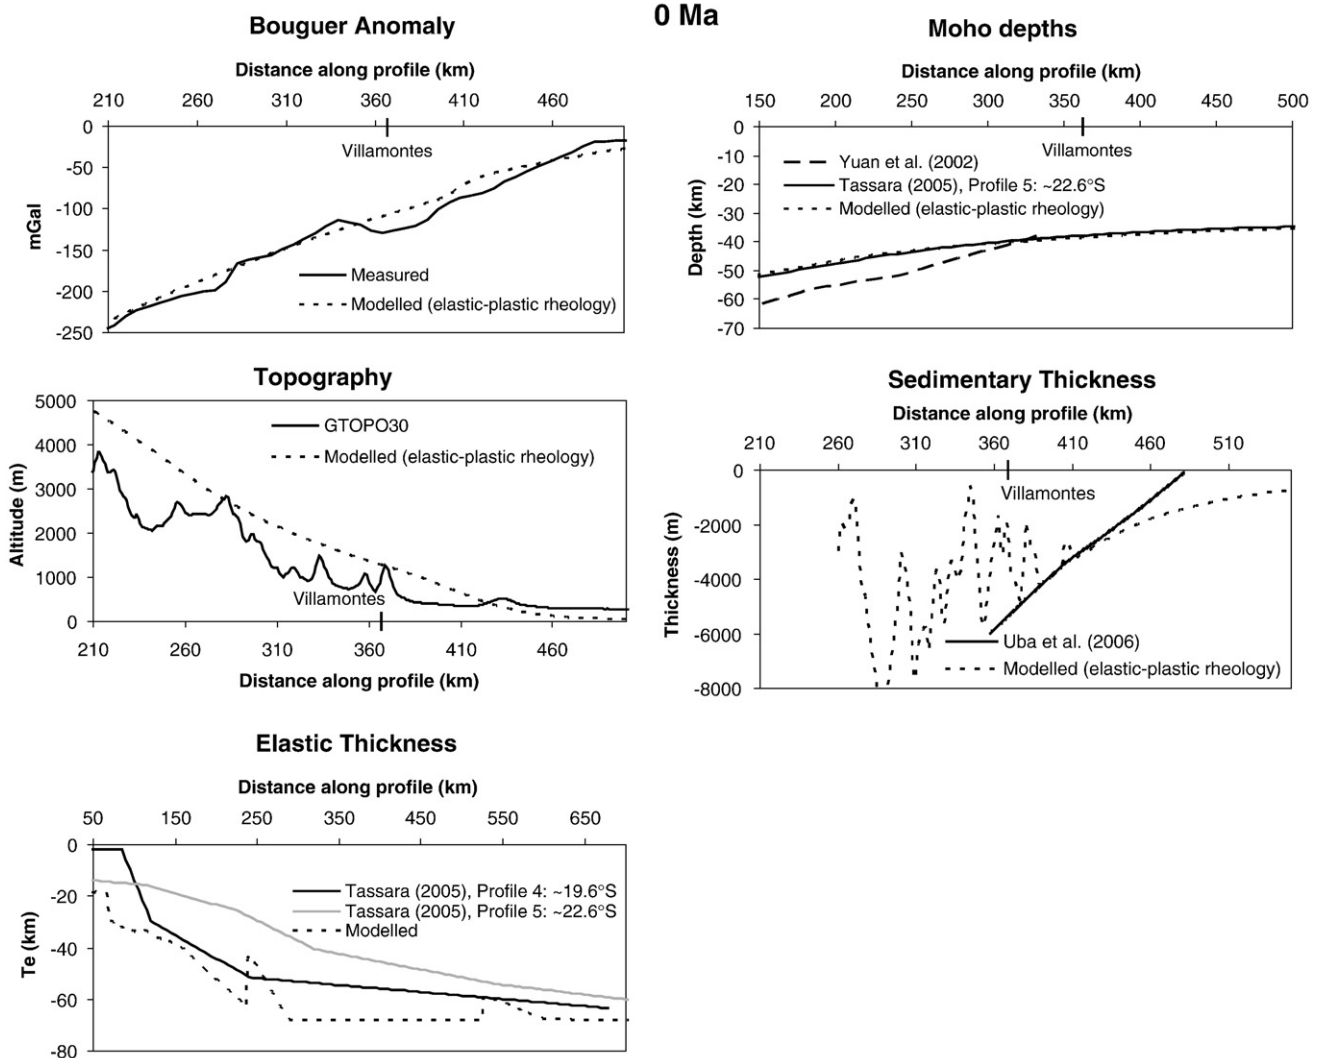 0 Ma
Bouguer Anomaly
Distance along profile (km)
210 260 310 360 410 460
0
-50
-100
-150
-200
-250
mGal
Villamontes
Measured
Modelled (elastic-plastic rheology)
Moho depths
Distance along profile (km)
150 200 250 300 350 400 450 500
0
-10
-20
-30
-40
-50
-60
-70
Depth (km)
Villamontes
Yuan et al. (2002)
Tassara (2005), Profile 5: ~22.6°S
Modelled (elastic-plastic rheology)
Topography
5000
4000
3000
2000
1000
0
Altitude (m)
GTOPO30
Modelled (elastic-plastic rheology)
Villamontes
210 260 310 360 410 460
Distance along profile (km)
Sedimentary Thickness
Distance along profile (km)
210 260 310 360 410 460 510
0
-2000
-4000
-6000
-8000
Thickness (m)
Villamontes
Uba et al. (2006)
Modelled (elastic-plastic rheology)
Elastic Thickness
Distance along profile (km)
50 150 250 350 450 550 650
0
-20
-40
-60
-80
Te (km)
Tassara (2005), Profile 4: ~19.6°S
Tassara (2005), Profile 5: ~22.6°S
Modelled